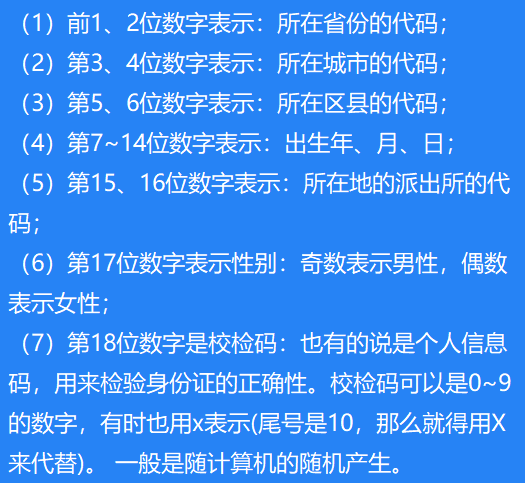 （1）前1、2位数字表示：所在省份的代码；
（2）第3、4位数字表示：所在城市的代码；
（3）第5、6位数字表示：所在区县的代码；
（4）第7~14位数字表示：出生年、月、日；
（5）第15、16位数字表示：所在地的派出所的代
码；
（6）第17位数字表示性别：奇数表示男性，偶数
表示女性；
（7）第18位数字是校检码：也有的说是个人信息
码，用来检验身份证的正确性。校检码可以是0~9
的数字，有时也用x表示(尾号是10，那么就得用X
来代替)。 一般是随计算机的随机产生。